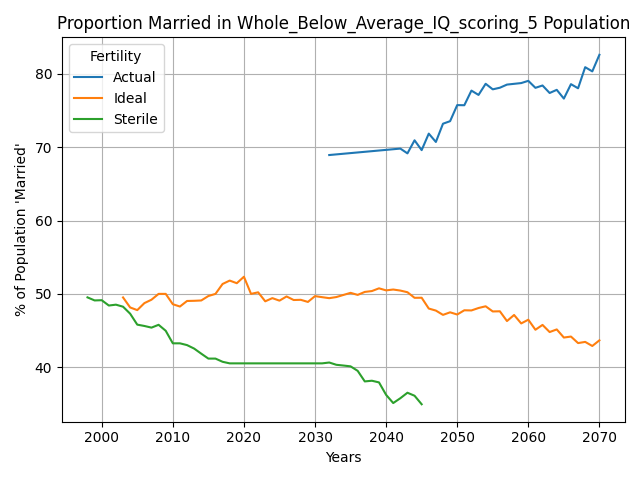 Proportion Married in Whole_Below_Average_IQ_scoring_5 Population
Fertility
Actual
Ideal
Sterile
% of Population 'Married'
80
70
60
50
40
2000 2010 2020 2030 2040 2050 2060 2070
Years